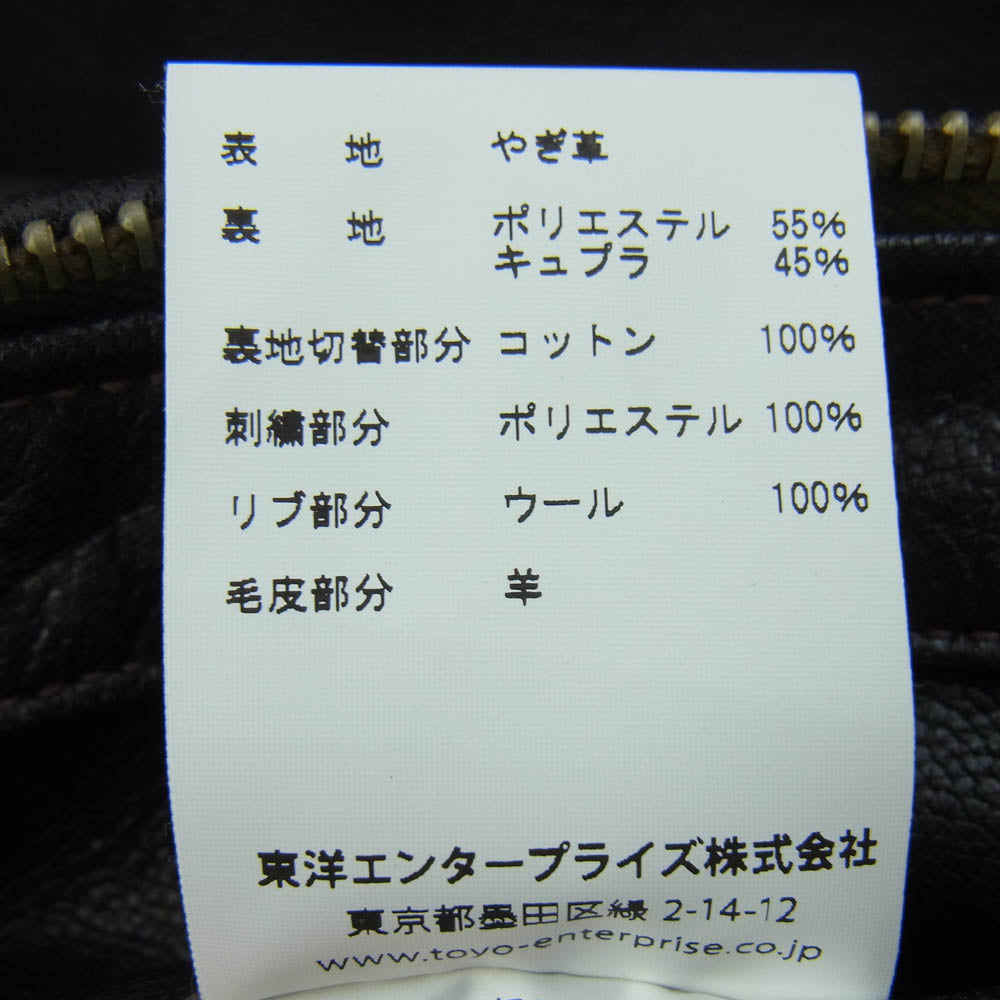 表 地 やぎ革
裏 地 ポリエステル 55%
キュプラ 45%
裏地切替部分 コットン 100%
刺繍部分 ポリエステル 100%
リブ部分 ウール 100%
毛皮部分 羊
東洋エンタープライズ株式会社
東京都墨田区緑 2-14-12
www.toyo-enterprise.co.jp